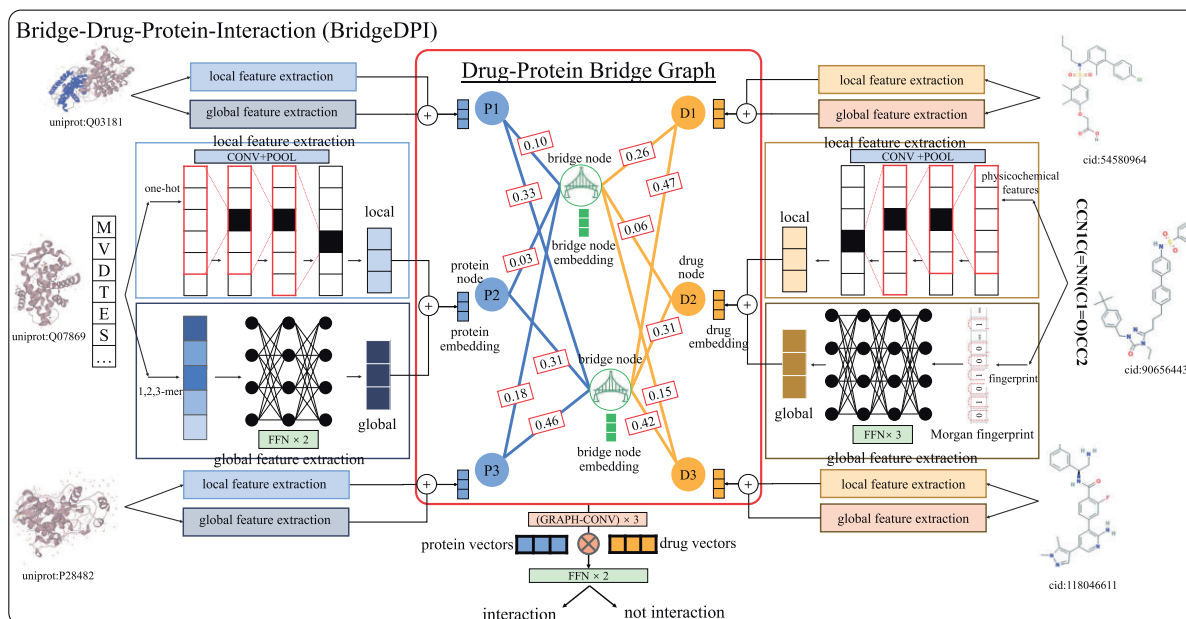 Bridge-Drug-Protein-Interaction (BridgeDPI)
uniprot:Q03181
local feature extraction
global feature extraction
local feature extraction
CONV+POOL
one-hot
local
M
V
D
T
E
S
...
uniprot:Q07869
1,2,3-mer
FFN × 2
global
global feature extraction
uniprot:P28482
local feature extraction
global feature extraction
Drug-Protein Bridge Graph
P1
D1
0.10
0.26
bridge node
0.33
0.47
bridge node
embedding
0.06
0.03
protein node
drug node
P2
D2
protein
embedding
drug
embedding
0.31
0.31
bridge node
0.18
0.15
0.46
0.42
bridge node
embedding
P3
D3
(GRAPH-CONV) × 3
protein vectors
drug vectors
FFN × 2
interaction
not interaction
local feature extraction
global feature extraction
cid:54580964
local feature extraction
CONV +POOL
physicochemical
features
local
CCN1C(=NN(C1=O)CC2
cid:90656443
fingerprint
global
FFN× 3
Morgan fingerprint
global feature extraction
local feature extraction
global feature extraction
cid:118046611